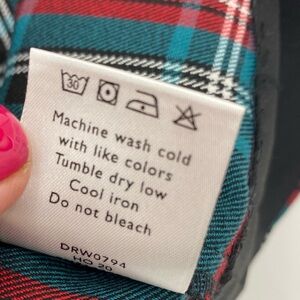 30
Machine wash cold
with like colors
Tumble dry low
Cool iron
Do not bleach
DRW0794
HO 20